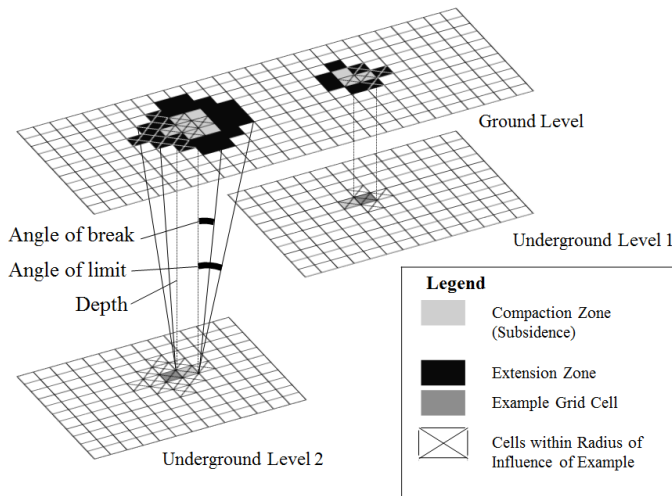 Ground Level
Underground Level 1
Angle of break
Angle of limit
Depth
Underground Level 2
Legend
Compaction Zone
(Subsidence)
Extension Zone
Example Grid Cell
Cells within Radius of
Influence of Example